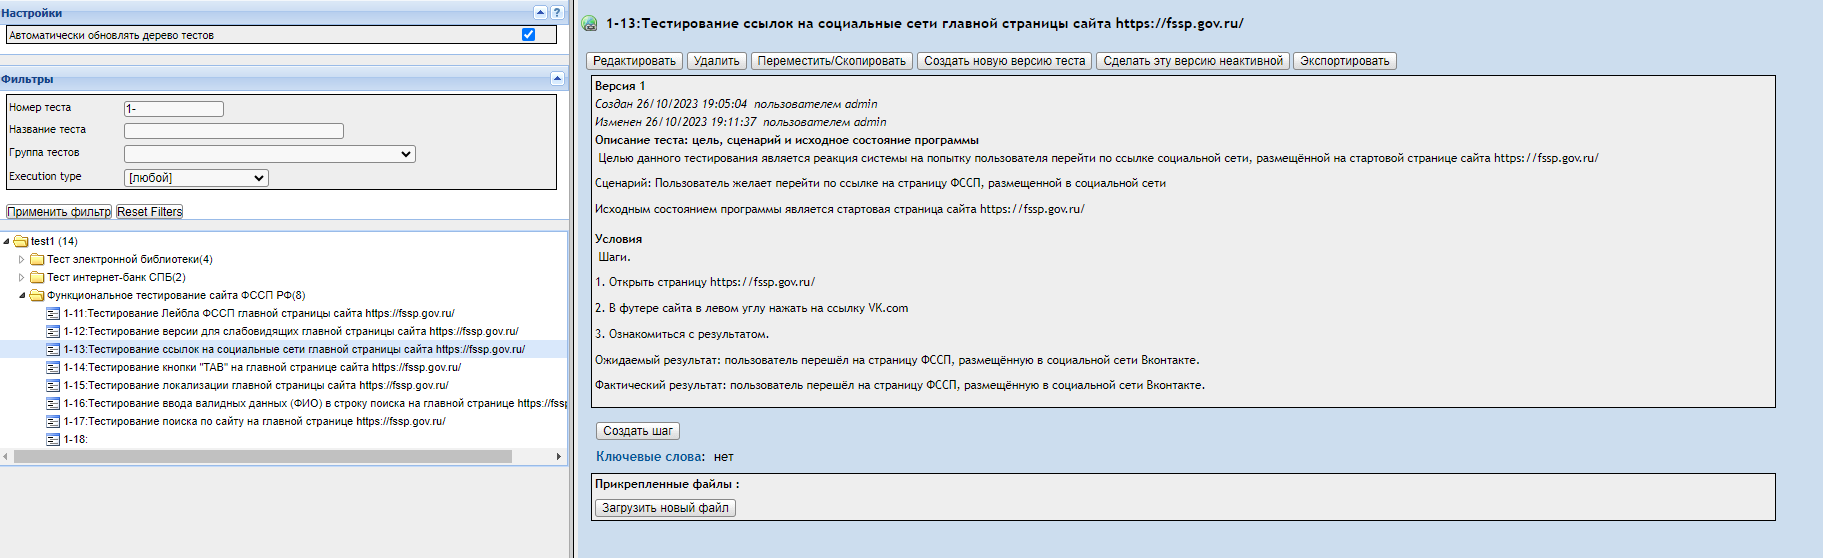 Настройки
Автоматически обновлять дерево тестов
Фильтры
Номер теста 1-
Название теста
Группа тестов
Execution type [любой]
Применить фильтр Reset Filters
test1 (14)
Тест электронной библиотеки(4)
Тест интернет-банк СПБ(2)
Функциональное тестирование сайта ФССП РФ(8)
1-11:Тестирование Лейбла ФССП главной страницы сайта https://fssp.gov.ru/
1-12:Тестирование версии для слабовидящих главной страницы сайта https://fssp.gov.ru/
1-13:Тестирование ссылок на социальные сети главной страницы сайта https://fssp.gov.ru/
1-14:Тестирование кнопки "TAB" на главной странице сайта https://fssp.gov.ru/
1-15:Тестирование локализации главной страницы сайта https://fssp.gov.ru/
1-16:Тестирование ввода валидных данных (ФИО) в строку поиска на главной странице https://fssp
1-17:Тестирование поиска по сайту на главной странице https://fssp.gov.ru/
1-18:
1-13:Тестирование ссылок на социальные сети главной страницы сайта https://fssp.gov.ru/
Редактировать Удалить Переместить/Скопировать Создать новую версию теста Сделать эту версию неактивной Экспортировать
Версия 1
Создан 26/10/2023 19:05:04 пользователем admin
Изменен 26/10/2023 19:11:37 пользователем admin
Описание теста: цель, сценарий и исходное состояние программы
Целью данного тестирования является реакция системы на попытку пользователя перейти по ссылке социальной сети, размещённой на стартовой странице сайта https://fssp.gov.ru/
Сценарий: Пользователь желает перейти по ссылке на страницу ФССП, размещенной в социальной сети
Исходным состоянием программы является стартовая страница сайта https://fssp.gov.ru/
Условия
Шаги.
1. Открыть страницу https://fssp.gov.ru/
2. В футере сайта в левом углу нажать на ссылку VK.com
3. Ознакомиться с результатом.
Ожидаемый результат: пользователь перешёл на страницу ФССП, размещённую в социальной сети Вконтакте.
Фактический результат: пользователь перешёл на страницу ФССП, размещённую в социальной сети Вконтакте.
Создать шаг
Ключевые слова: нет
Прикрепленные файлы :
Загрузить новый файл